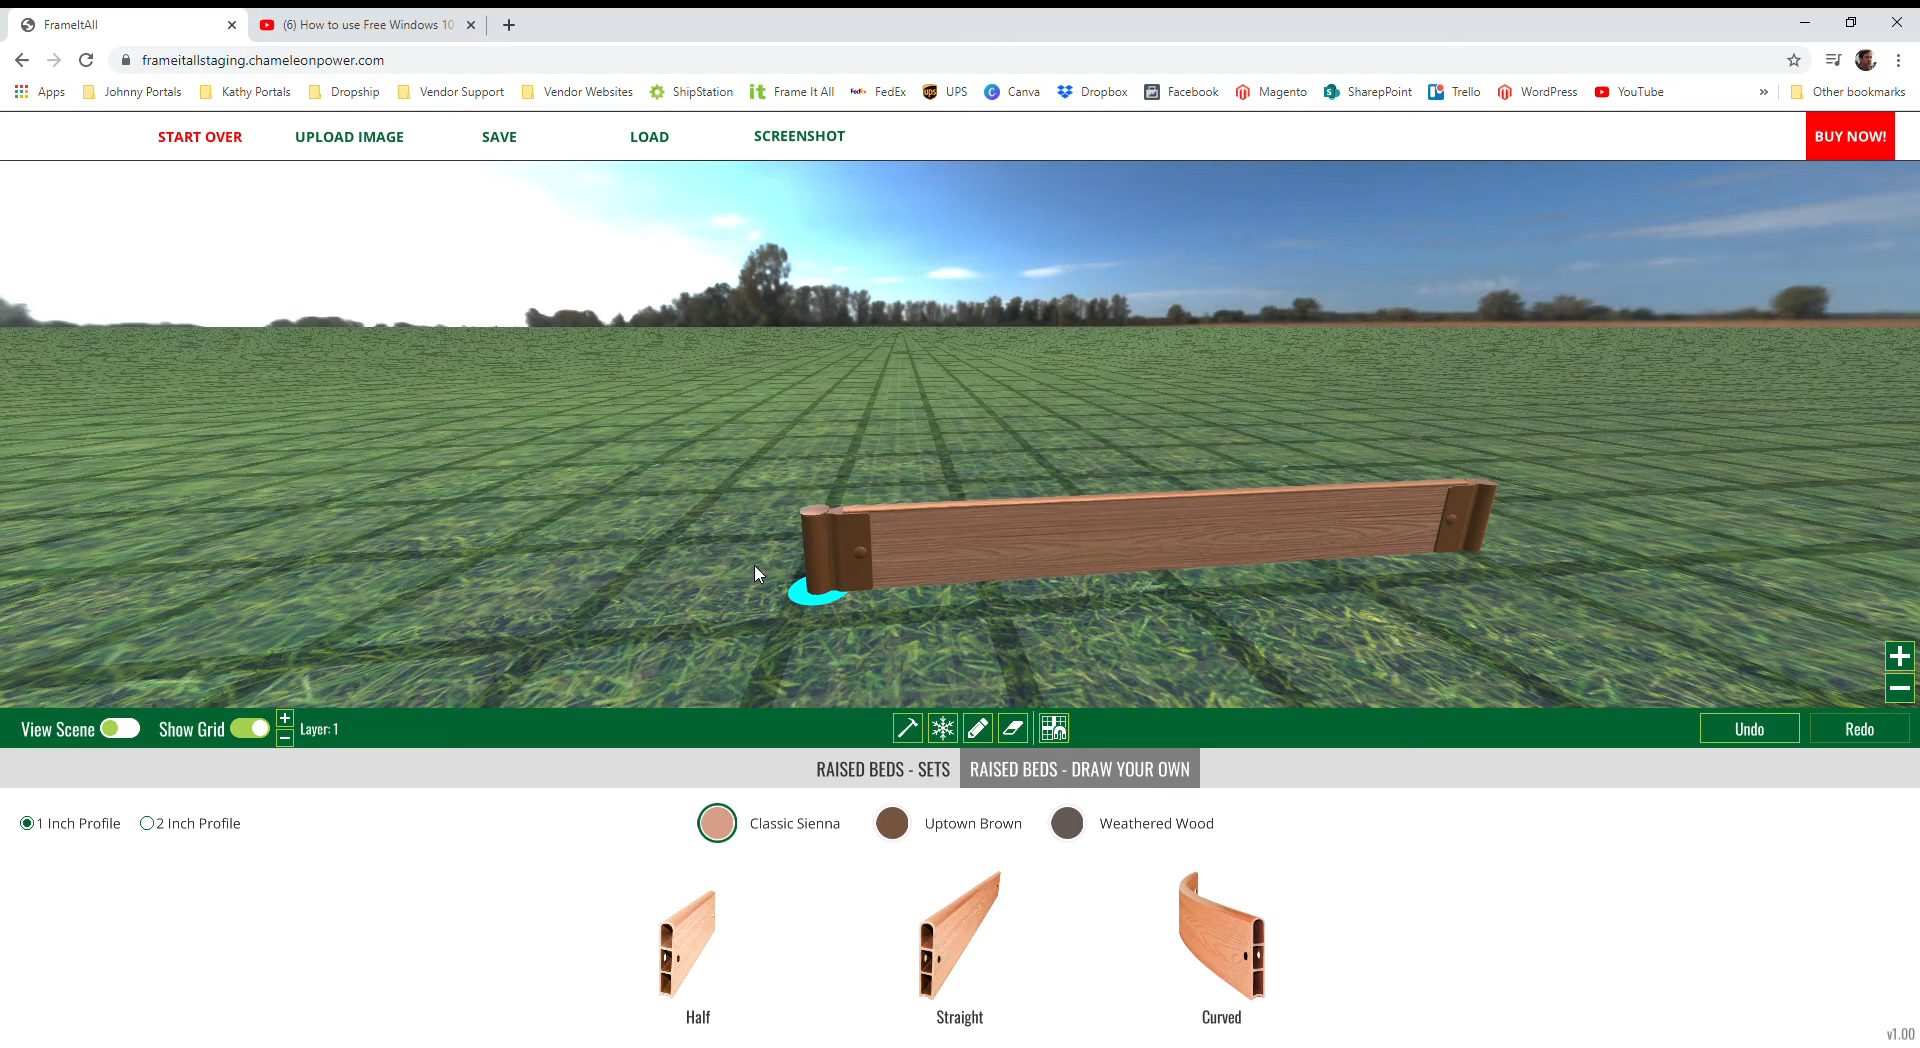 FrameItAll
(6) How to use Free Windows 10
frameitallstaging.chameleonpower.com
Apps Johnny Portals Kathy Portals Dropship Vendor Support Vendor Websites ShipStation it Frame It All FedEx FedEx ups UPS C Canva Dropbox Facebook Magento S SharepPoint Trello WordPress YouTube » Other bookmarks
START OVER UPLOAD IMAGE SAVE LOAD SCREENSHOT BUY NOW!
View Scene Show Grid + − Layer: 1 Undo Redo
RAISED BEDS - SETS RAISED BEDS - DRAW YOUR OWN
1 Inch Profile 2 Inch Profile Classic Sienna Uptown Brown Weathered Wood
Half Straight Curved
v1.00